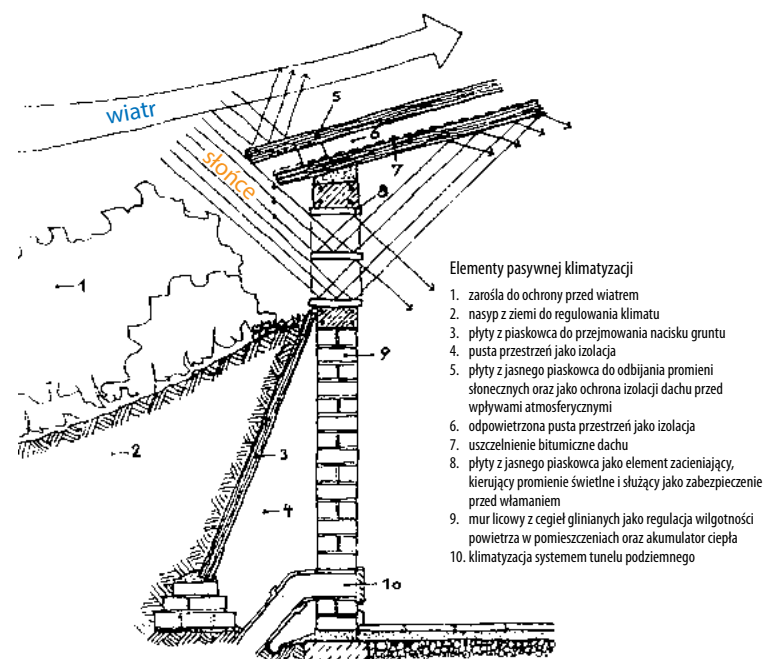 wiatr
słońce
5
6
7
8
1
9
2
3
4
10
Elementy pasywnej klimatyzacji
1. zarośla do ochrony przed wiatrem
2. nasyp z ziemi do regulowania klimatu
3. płyty z piaskowca do przejmowania nacisku gruntu
4. pusta przestrzeń jako izolacja
5. płyty z jasnego piaskowca do odbijania promieni
słonecznych oraz jako ochrona izolacji dachu przed
wpływami atmosferycznymi
6. odpowietrzona pusta przestrzeń jako izolacja
7. uszczelnienie bitumiczne dachu
8. płyty z jasnego piaskowca jako element zacieniający,
kierujący promienie świetlne i służący jako zabezpieczenie
przed włamaniem
9. mur licowy z cegieł glinianych jako regulacja wilgotności
powietrza w pomieszczeniach oraz akumulator ciepła
10. klimatyzacja systemem tunelu podziemnego